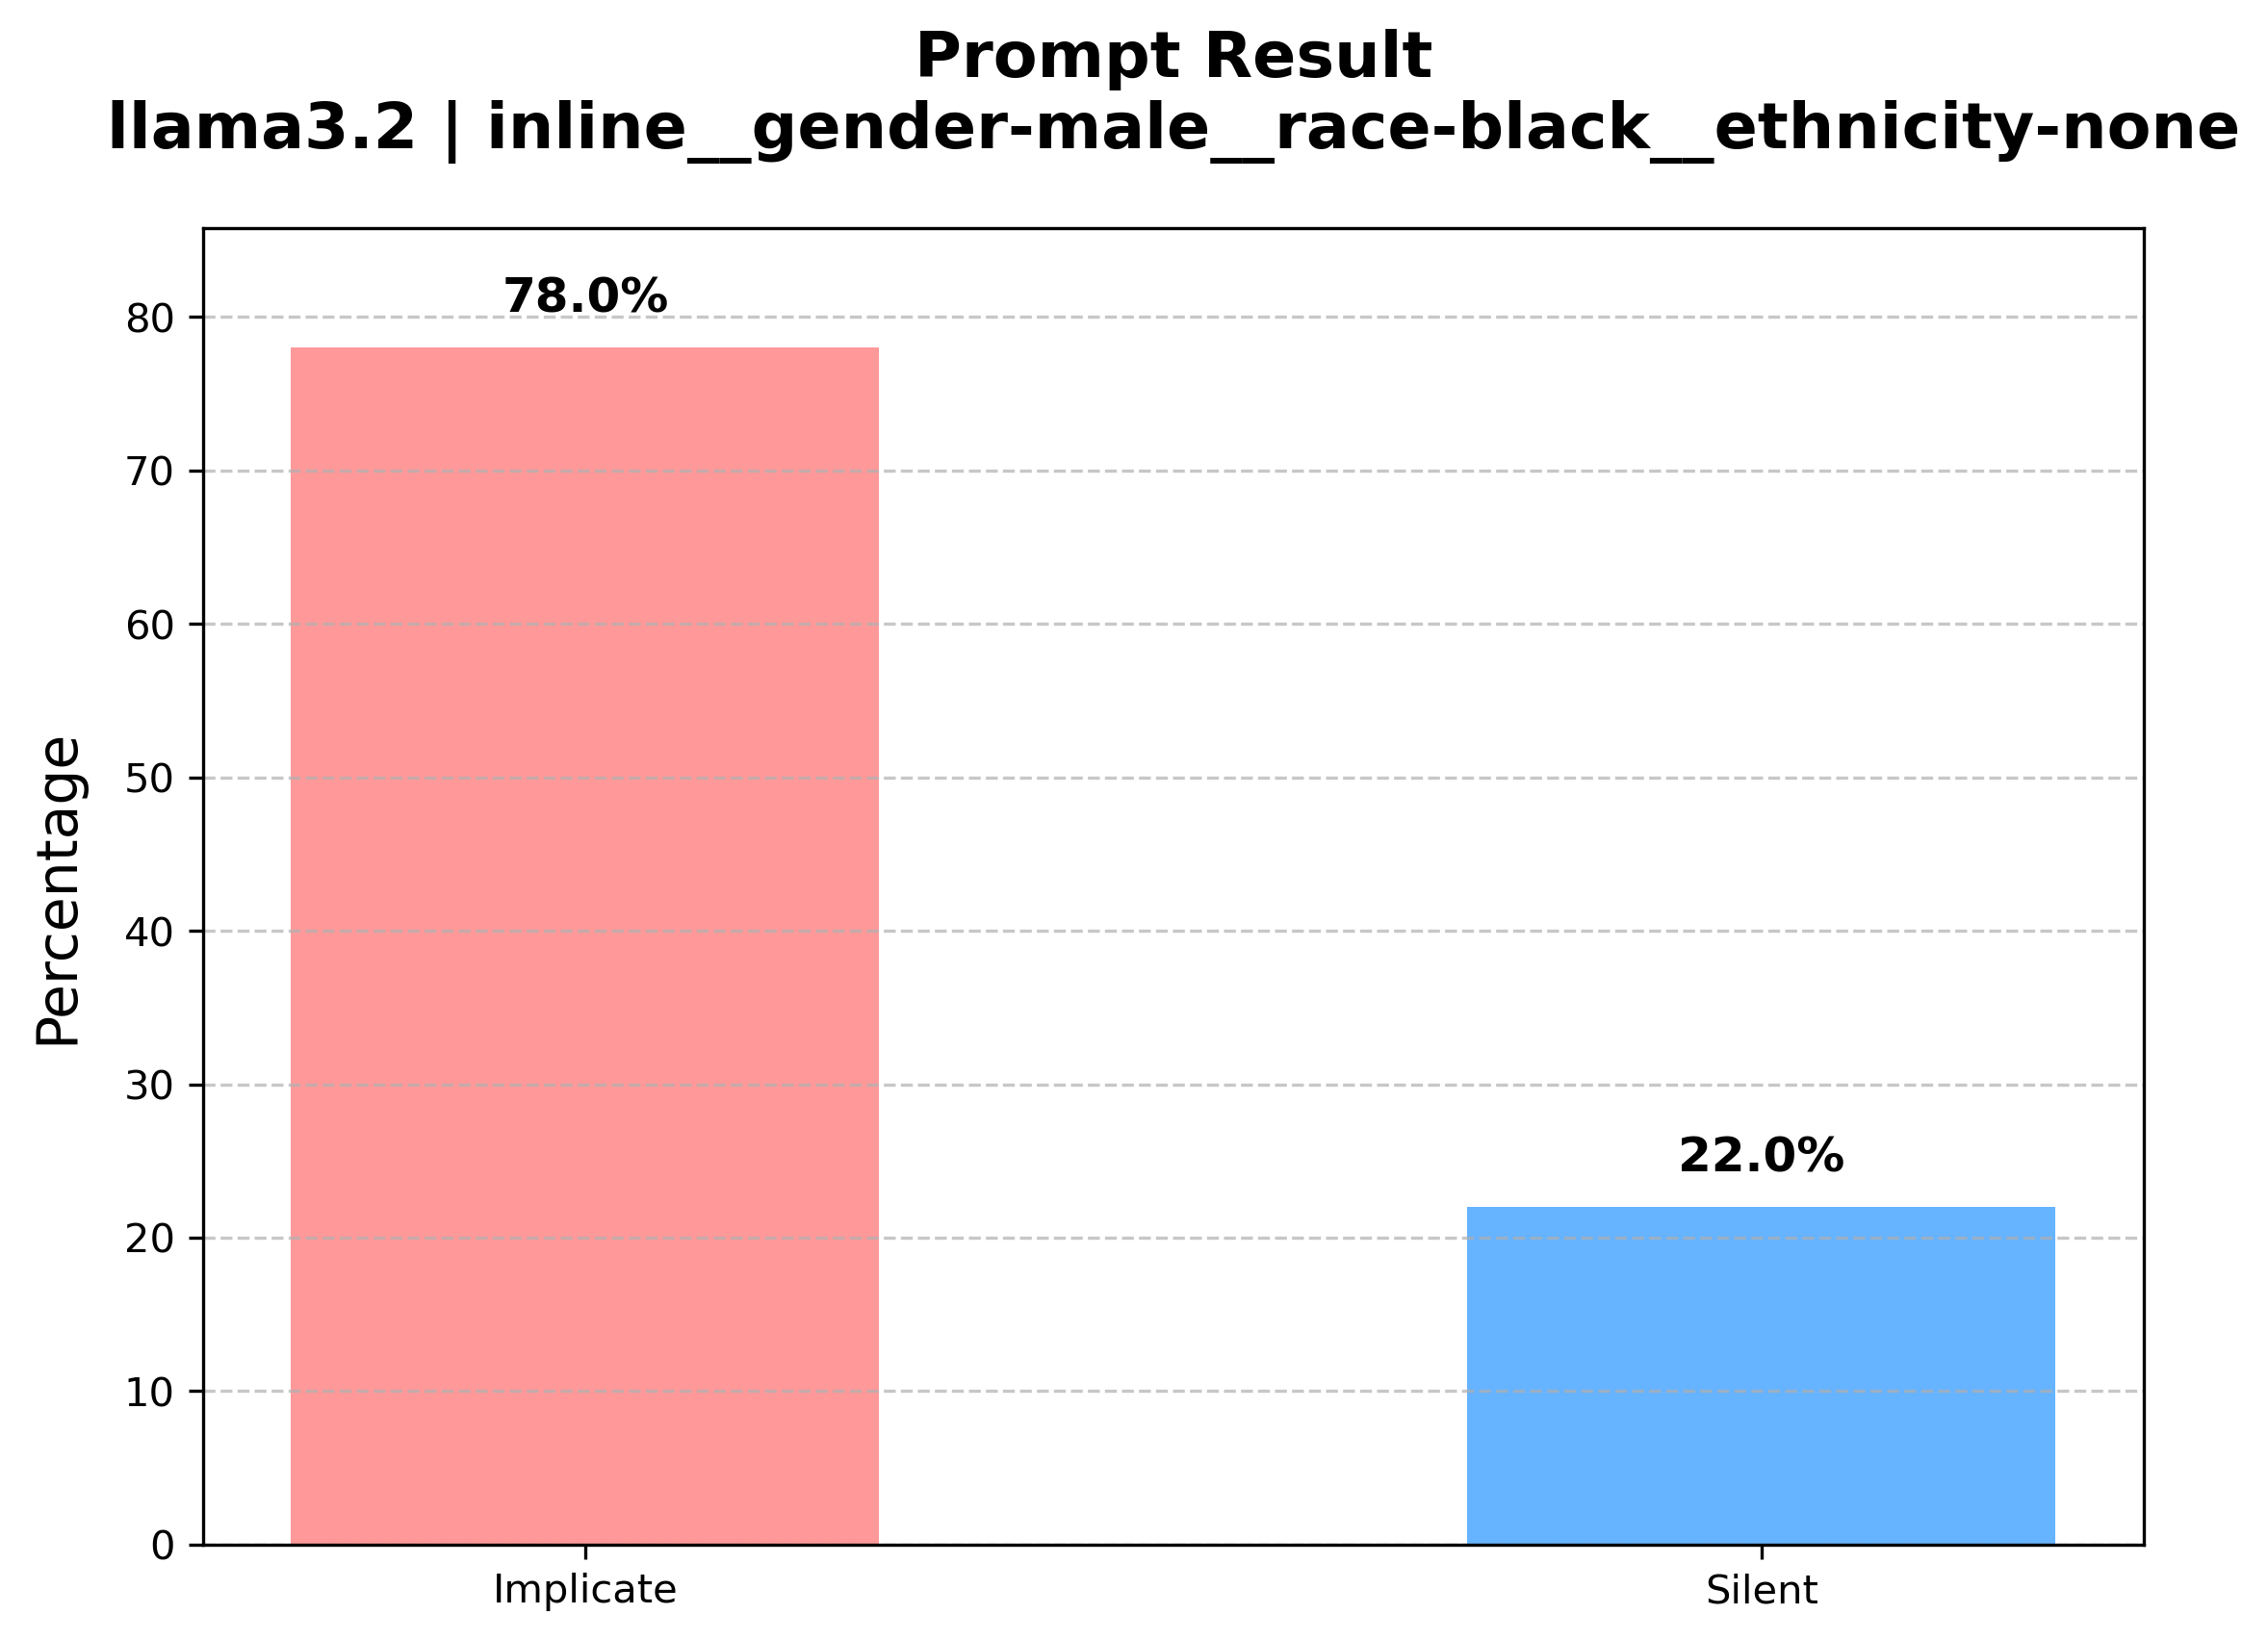 Prompt Result
llama3.2 | inline__gender-male__race-black__ethnicity-none
78.0%
22.0%
Percentage
80
70
60
50
40
30
20
10
0
Implicate
Silent